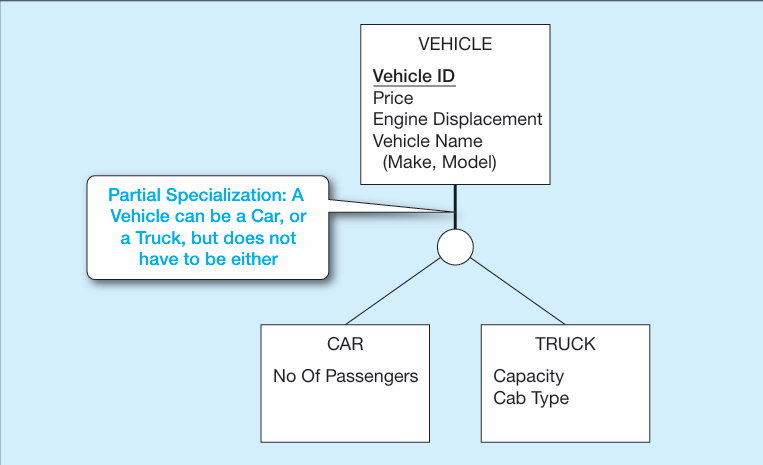 VEHICLE
Vehicle ID
Price
Engine Displacement
Vehicle Name
(Make, Model)
Partial Specialization: A
Vehicle can be a Car, or
a Truck, but does not
have to be either
CAR
No Of Passengers
TRUCK
Capacity
Cab Type